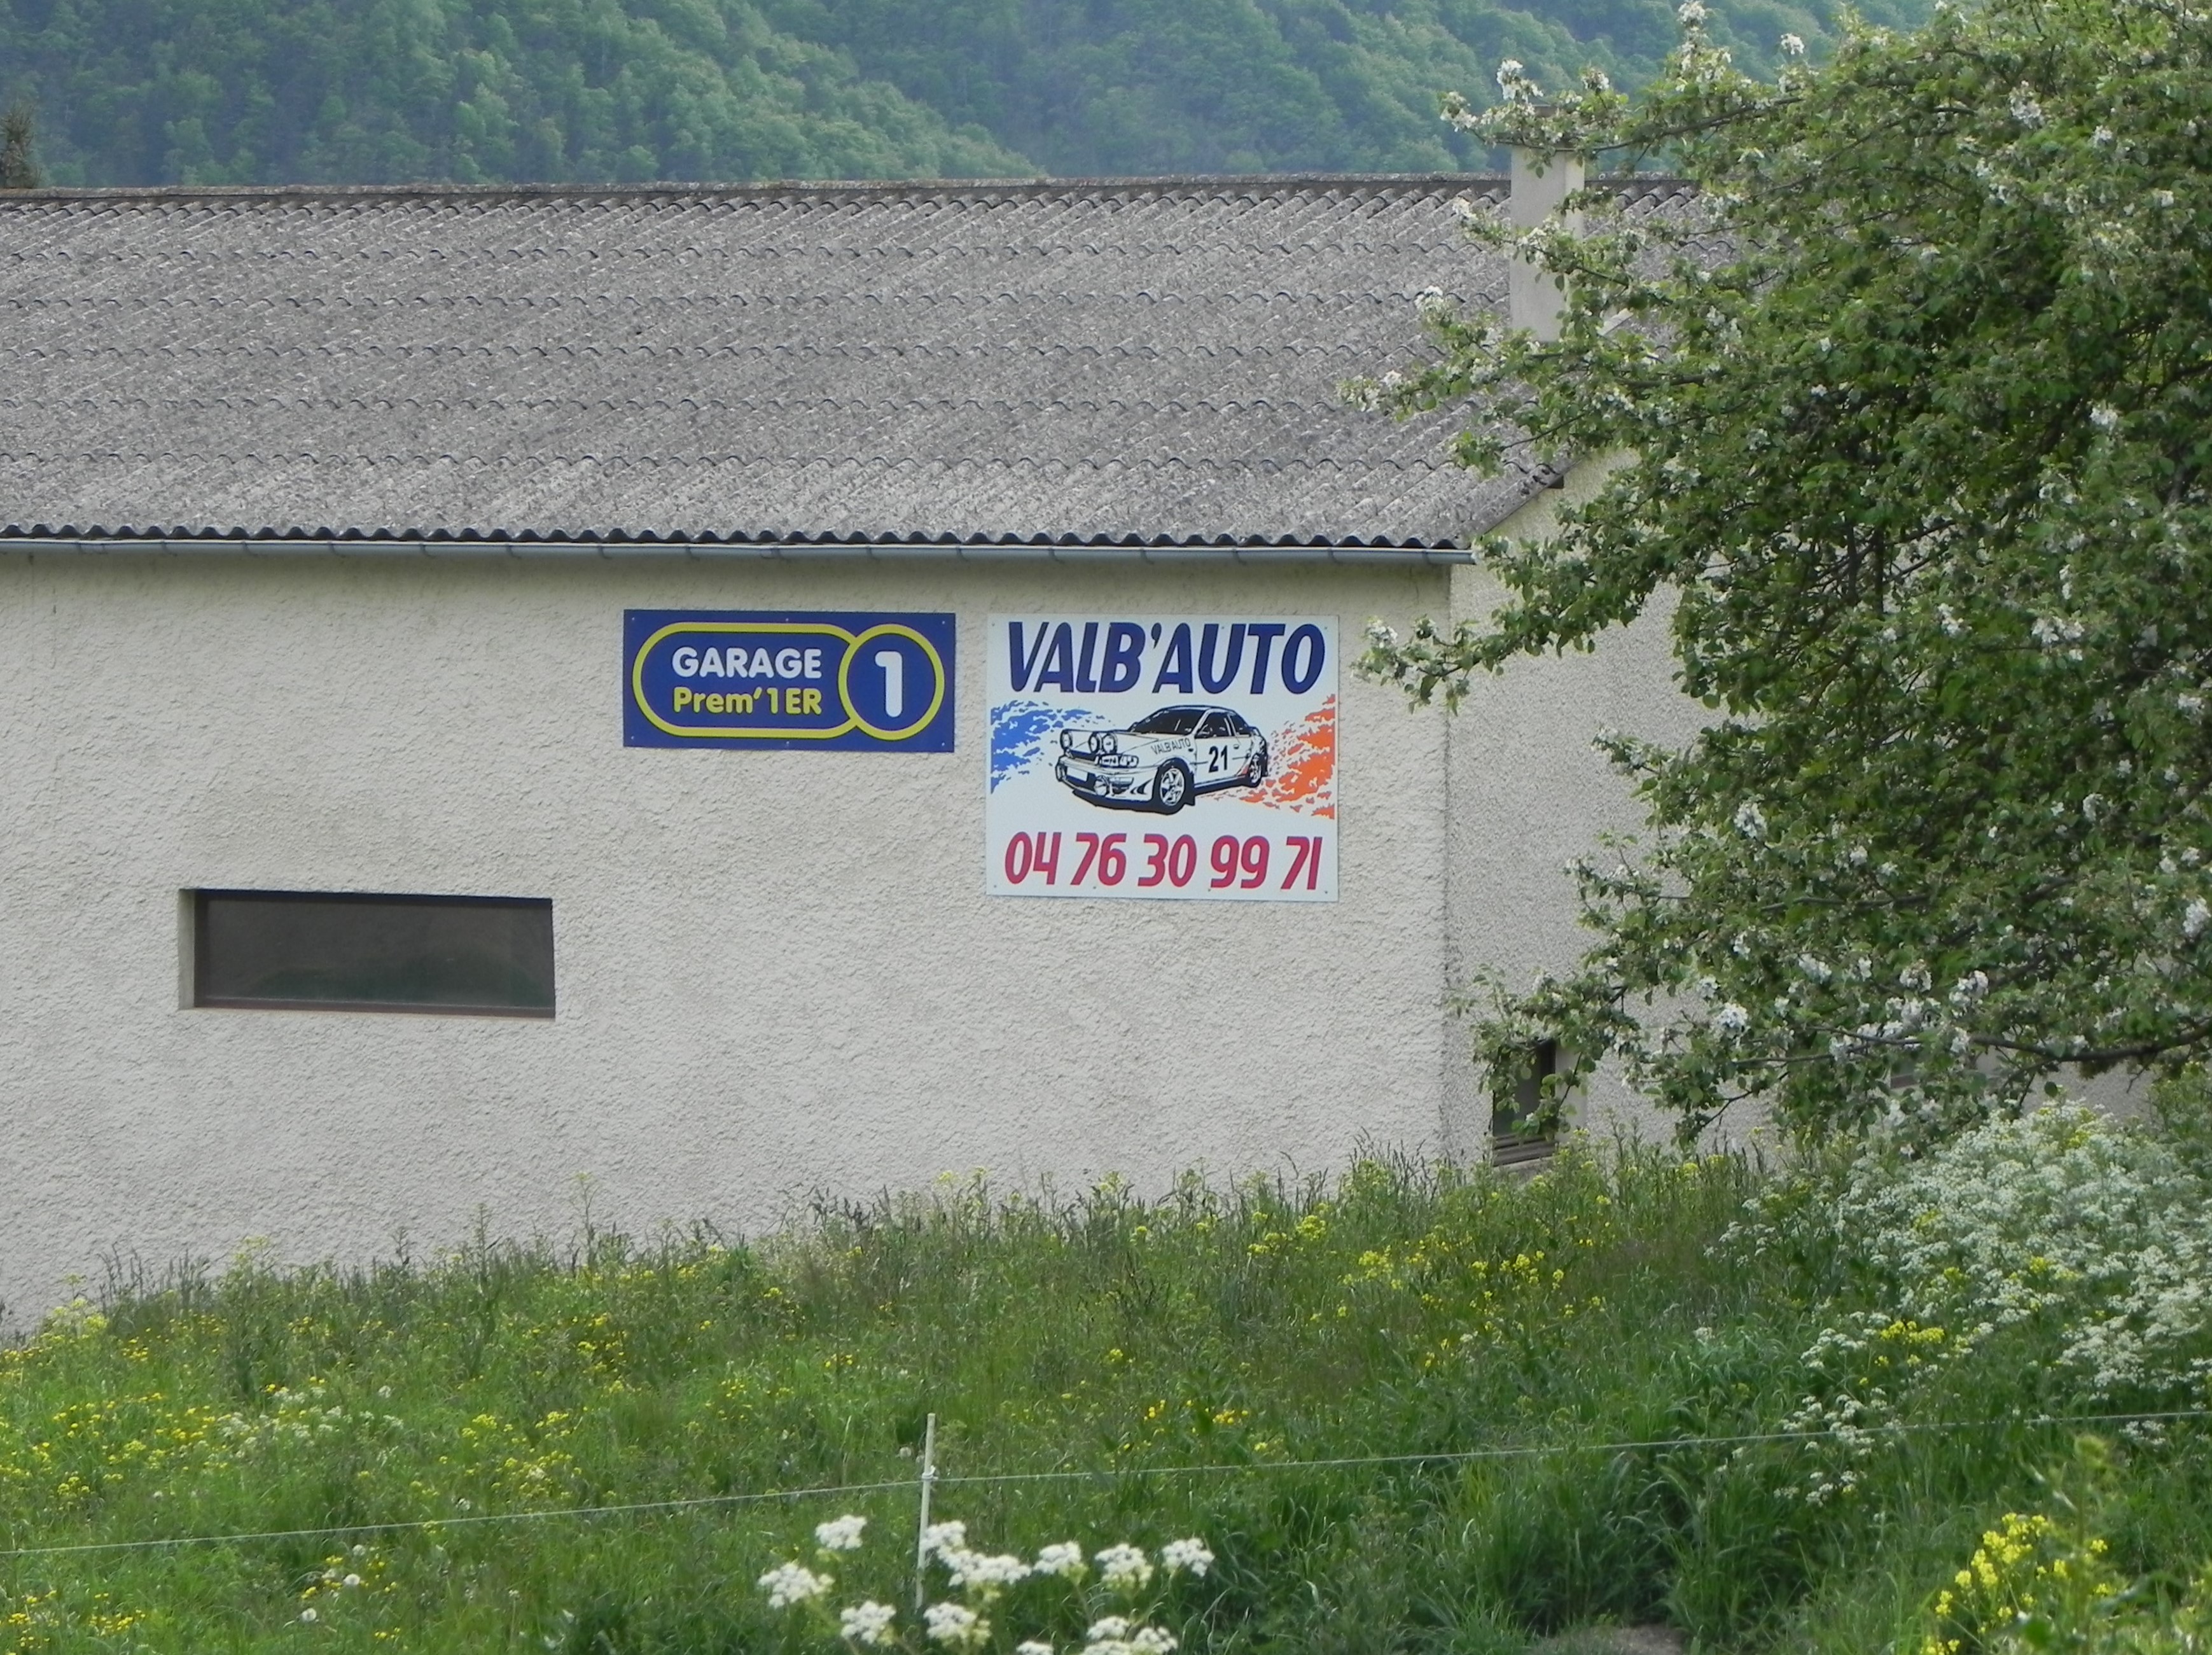 GARAGE
Prem'1ER
1
VALB'AUTO
VALB'AUTO
21
04 76 30 99 71